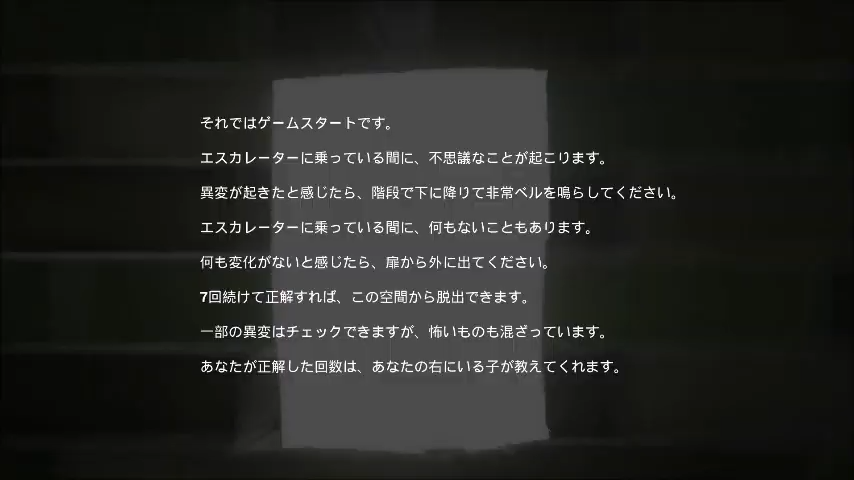 それではゲームスタートです。
エスカレーターに乗っている間に、不思議なことが起こります。
異変が起きたと感じたら、階段で下に降りて非常ベルを鳴らしてください。
エスカレーターに乗っている間に、何もないこともあります。
何も変化がないと感じたら、扉から外に出てください。
7回続けて正解すれば、この空間から脱出できます。
一部の異変はチェックできますが、怖いものも混ざっています。
あなたが正解した回数は、あなたの右にいる子が教えてくれます。